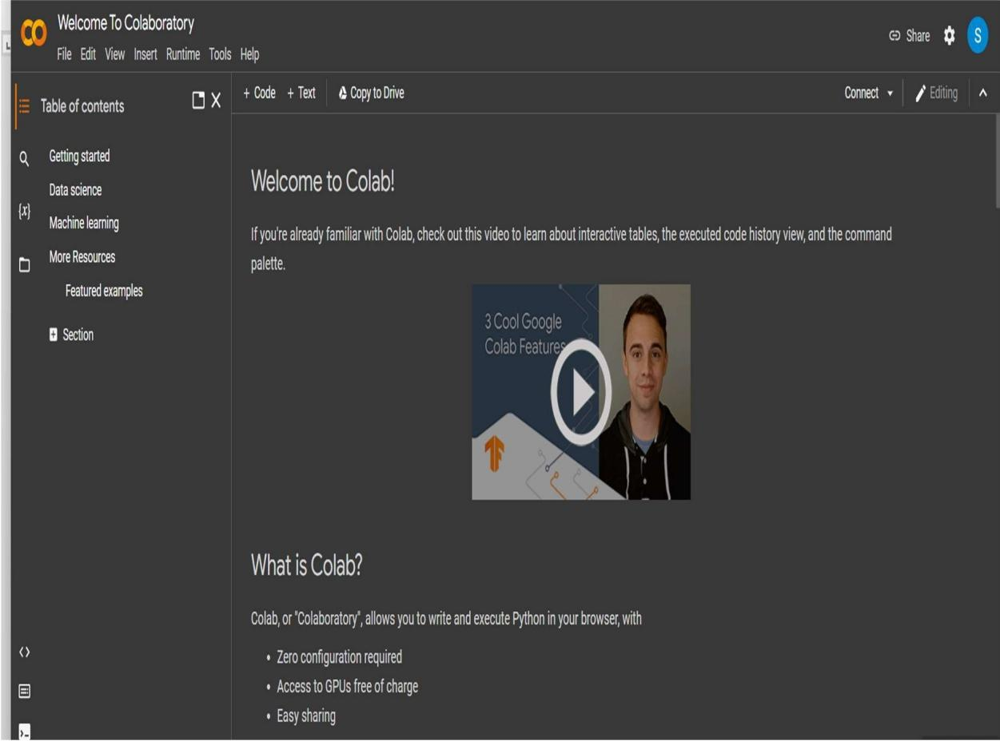 Welcome To Colaboratory
File Edit View Insert Runtime Tools Help
Share
S
Table of contents
+ Code + Text Copy to Drive
Connect
Editing
Getting started
Data science
{x}
Machine learning
More Resources
Featured examples
+ Section
Welcome to Colab!
If you're already familiar with Colab, check out this video to learn about interactive tables, the executed code history view, and the command
palette.
3 Cool Google
Colab Features
What is Colab?
Colab, or "Colaboratory", allows you to write and execute Python in your browser, with
• Zero configuration required
• Access to GPUs free of charge
• Easy sharing